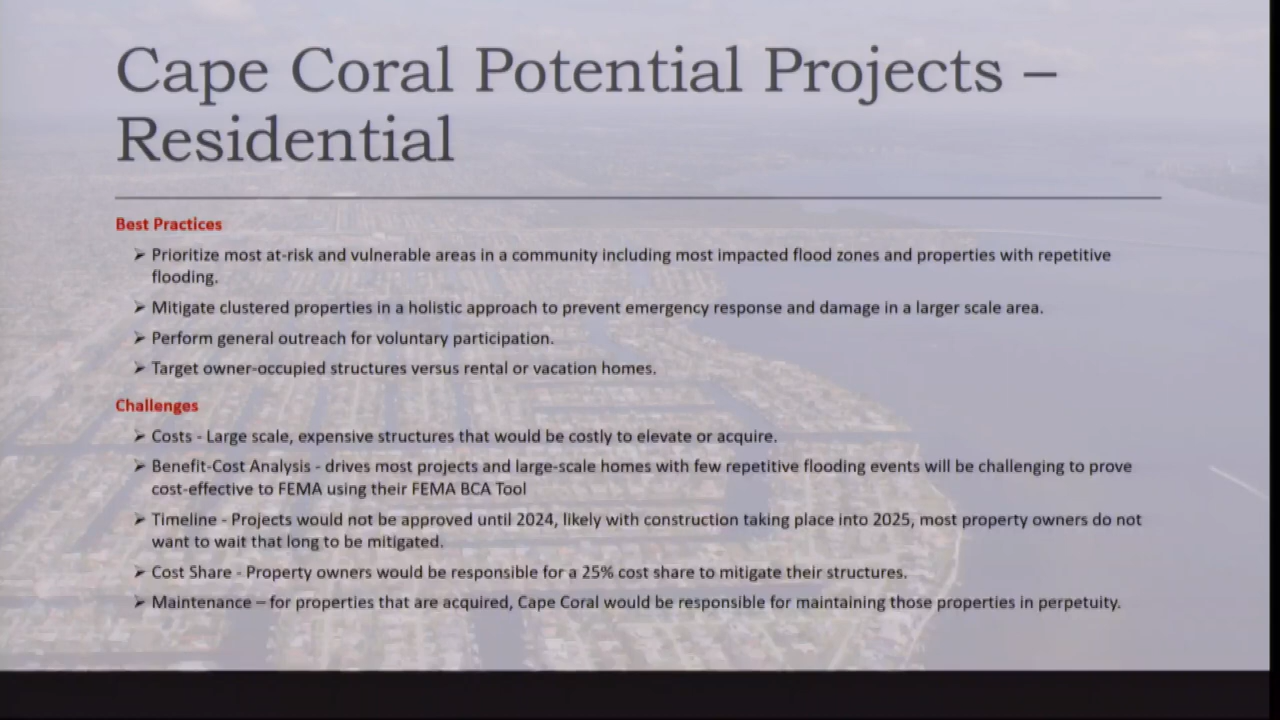 Cape Coral Potential Projects –
Residential
Best Practices
➢ Prioritize most at-risk and vulnerable areas in a community including most impacted flood zones and properties with repetitive
flooding.
➢ Mitigate clustered properties in a holistic approach to prevent emergency response and damage in a larger scale area.
➢ Perform general outreach for voluntary participation.
➢ Target owner-occupied structures versus rental or vacation homes.
Challenges
➢ Costs - Large scale, expensive structures that would be costly to elevate or acquire.
➢ Benefit-Cost Analysis - drives most projects and large-scale homes with few repetitive flooding events will be challenging to prove
cost-effective to FEMA using their FEMA BCA Tool
➢ Timeline - Projects would not be approved until 2024, likely with construction taking place into 2025, most property owners do not
want to wait that long to be mitigated.
➢ Cost Share - Property owners would be responsible for a 25% cost share to mitigate their structures.
➢ Maintenance – for properties that are acquired, Cape Coral would be responsible for maintaining those properties in perpetuity.